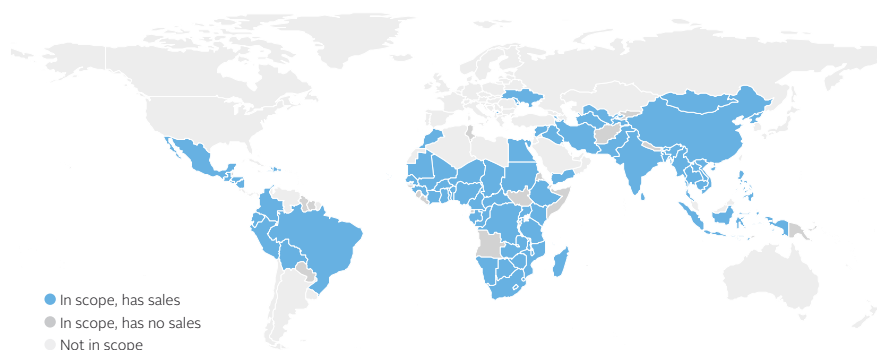 In scope, has sales
In scope, has no sales
Not in scope